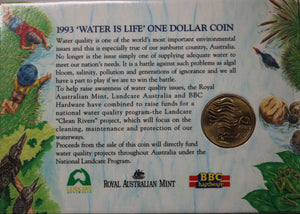 1993 'WATER IS LIFE' ONE DOLLAR COIN
Water quality is one of the world's most important environmental
issues and this is especially true of our sunburnt country, Australia.
No longer is the issue simply one of supplying adequate water to
meet our nation's needs. It is a battle against such problems as algal
bloom, salinity, pollution and generations of ignorance and we all
have a part to play if we are to win the battle.
To help raise awareness of water quality issues, the Royal
Australian Mint, Landcare Australia and BBC
Hardware have combined to raise funds for a
national water quality program-the Landcare
"Clean Rivers" project, which will focus on
the cleaning, maintenance and protection of
our waterways.
Proceeds from the sale of this coin will directly fund
water quality projects throughout Australia under the
National Landcare Program.
ROYAL AUSTRALIAN MINT
BBC
hardware